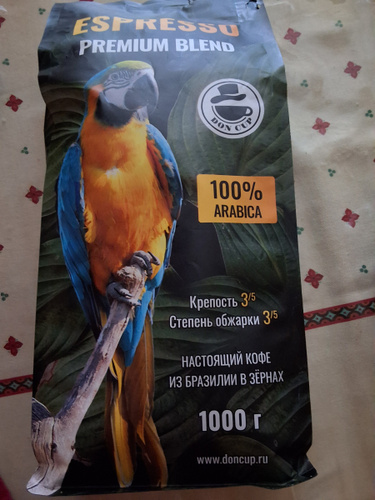 ESPRESSO
PREMIUM BLEND
DON CUP
100%
ARABICA
Крепость 3/5
Степень обжарки 3/5
НАСТОЯЩИЙ КОФЕ
ИЗ БРАЗИЛИИ В ЗЁРНАХ
1000 г
www.doncup.ru